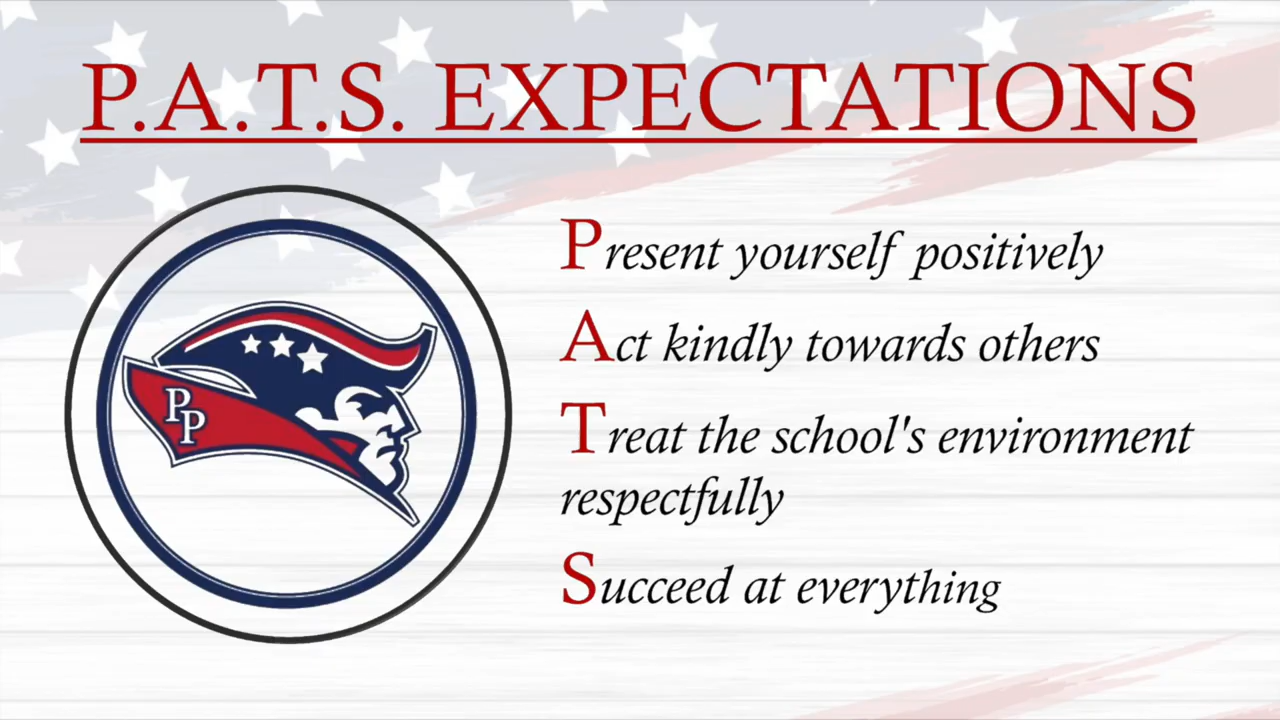 P.A.T.S. EXPECTATIONS
Present yourself positively
Act kindly towards others
Treat the school's environment
respectfully
Succeed at everything
PP